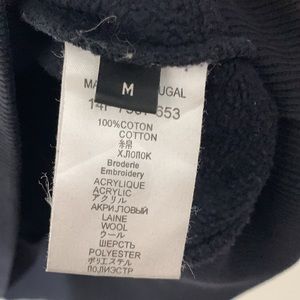 M
653
100%COTON
COTTON
綿
ХЛОПОК
Broderie
Embroidery
ACRYLIQUE
ACRYLIC
アクリル
АКРИЛОВЫЙ
LAINE
WOOL
ウール
ШЕРСТЬ
POLYESTER
ポリエステル
ПОЛИЭСТР